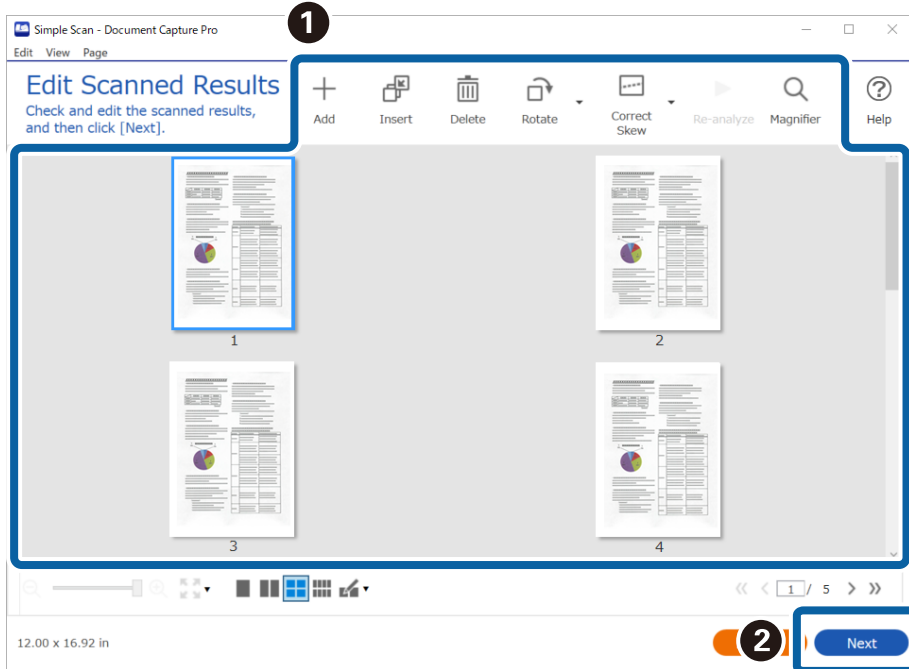 1
Simple Scan - Document Capture Pro
Edit View Page
Edit Scanned Results
Check and edit the scanned results,
and then click [Next].
Add
Insert
Delete
Rotate
Correct
Skew
Re-analyze
Magnifier
Help
1
2
3
4
1 / 5
12.00 x 16.92 in
2
Next